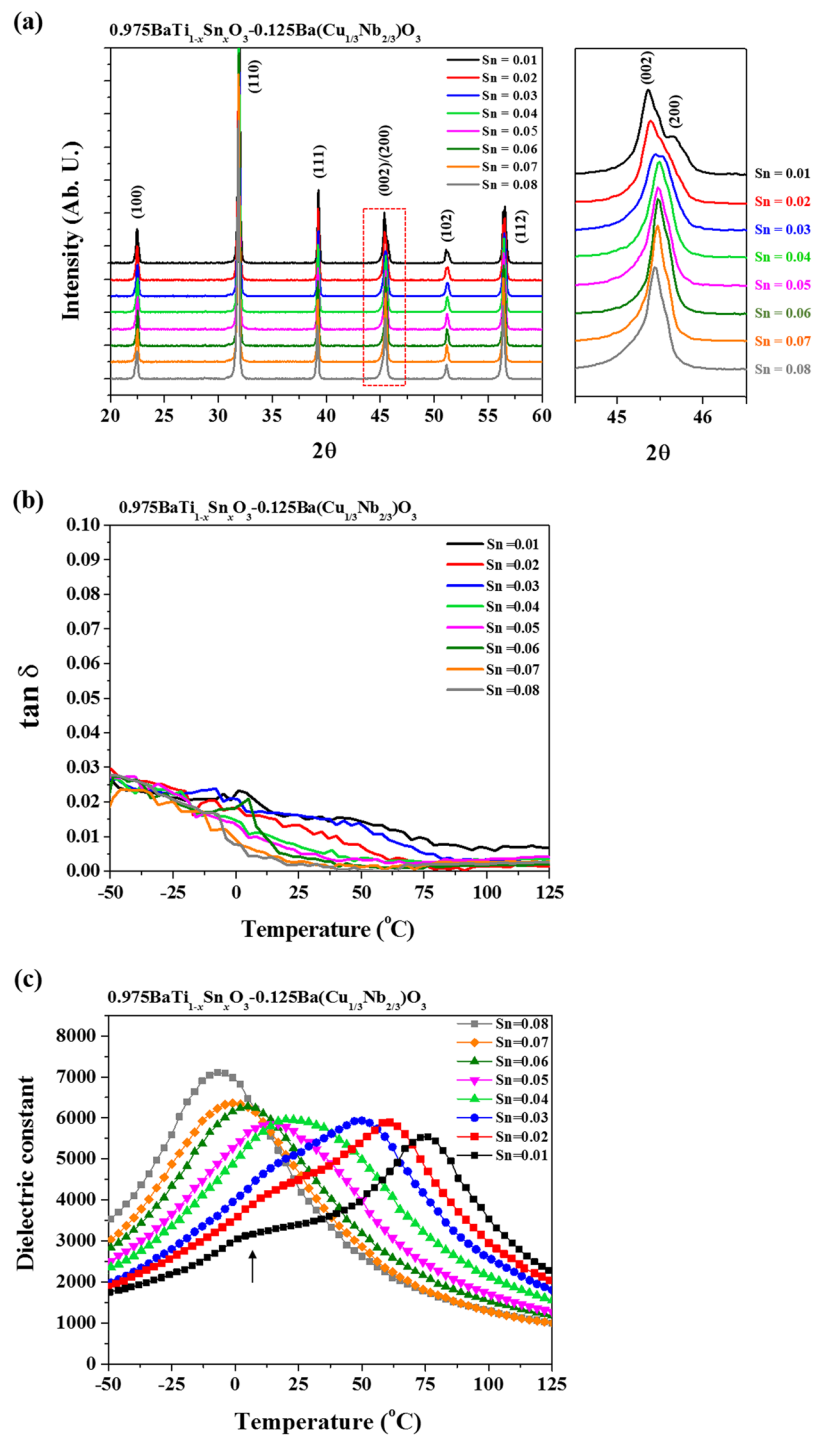 (a)
0.975BaTi1-xSnxO3-0.125Ba(Cu1/3Nb2/3)O3
Intensity (Ab. U.)
(100)
(110)
(111)
(002)/(200)
(102)
(112)
Sn = 0.01
Sn = 0.02
Sn = 0.03
Sn = 0.04
Sn = 0.05
Sn = 0.06
Sn = 0.07
Sn = 0.08
20 25 30 35 40 45 50 55 60
2θ
(002)
(200)
Sn = 0.01
Sn = 0.02
Sn = 0.03
Sn = 0.04
Sn = 0.05
Sn = 0.06
Sn = 0.07
Sn = 0.08
45 46
2θ
(b)
0.975BaTi1-xSnxO3-0.125Ba(Cu1/3Nb2/3)O3
tan δ
0.10
0.09
0.08
0.07
0.06
0.05
0.04
0.03
0.02
0.01
0.00
Sn =0.01
Sn =0.02
Sn =0.03
Sn =0.04
Sn =0.05
Sn =0.06
Sn =0.07
Sn =0.08
-50 -25 0 25 50 75 100 125
Temperature (oC)
(c)
0.975BaTi1-xSnxO3-0.125Ba(Cu1/3Nb2/3)O3
Dielectric constant
8000
7000
6000
5000
4000
3000
2000
1000
0
Sn=0.08
Sn=0.07
Sn=0.06
Sn=0.05
Sn=0.04
Sn=0.03
Sn=0.02
Sn=0.01
-50 -25 0 25 50 75 100 125
Temperature (oC)